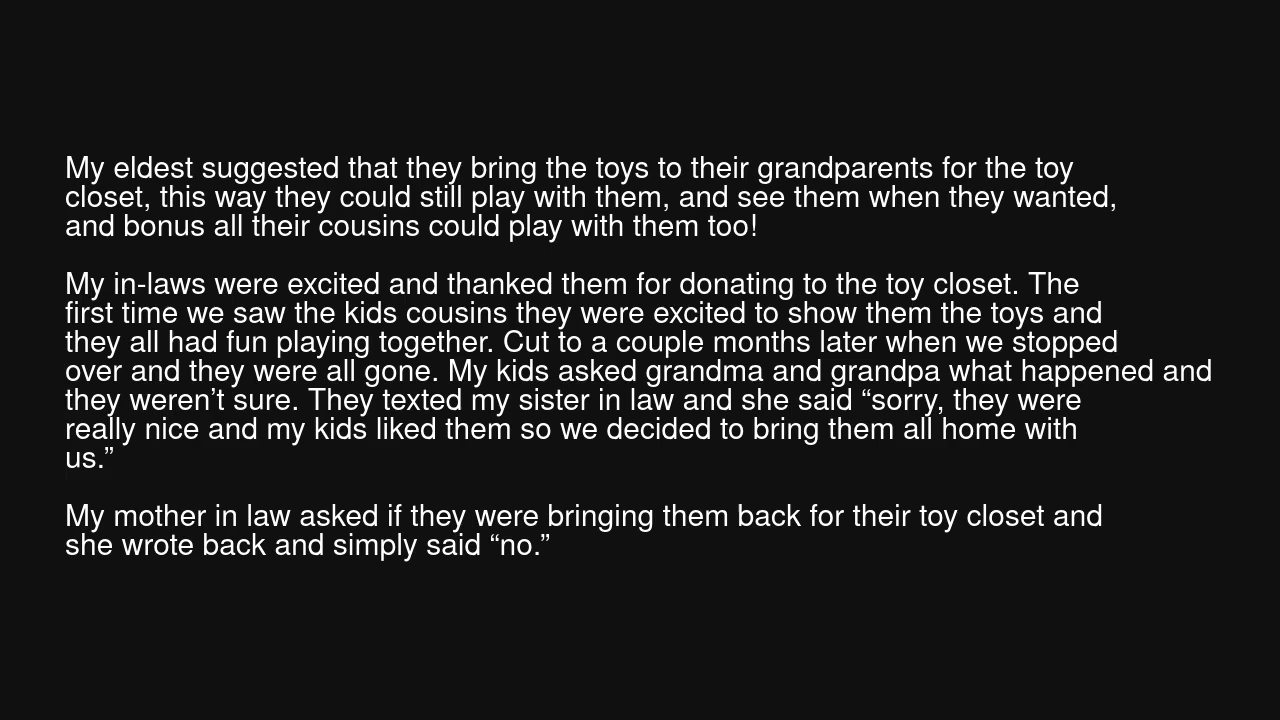 My eldest suggested that they bring the toys to their grandparents for the toy
closet, this way they could still play with them, and see them when they wanted,
and bonus all their cousins could play with them too!
My in-laws were excited and thanked them for donating to the toy closet. The
first time we saw the kids cousins they were excited to show them the toys and
they all had fun playing together. Cut to a couple months later when we stopped
over and they were all gone. My kids asked grandma and grandpa what happened and
they weren’t sure. They texted my sister in law and she said “sorry, they were
really nice and my kids liked them so we decided to bring them all home with
us.”
My mother in law asked if they were bringing them back for their toy closet and
she wrote back and simply said “no.”